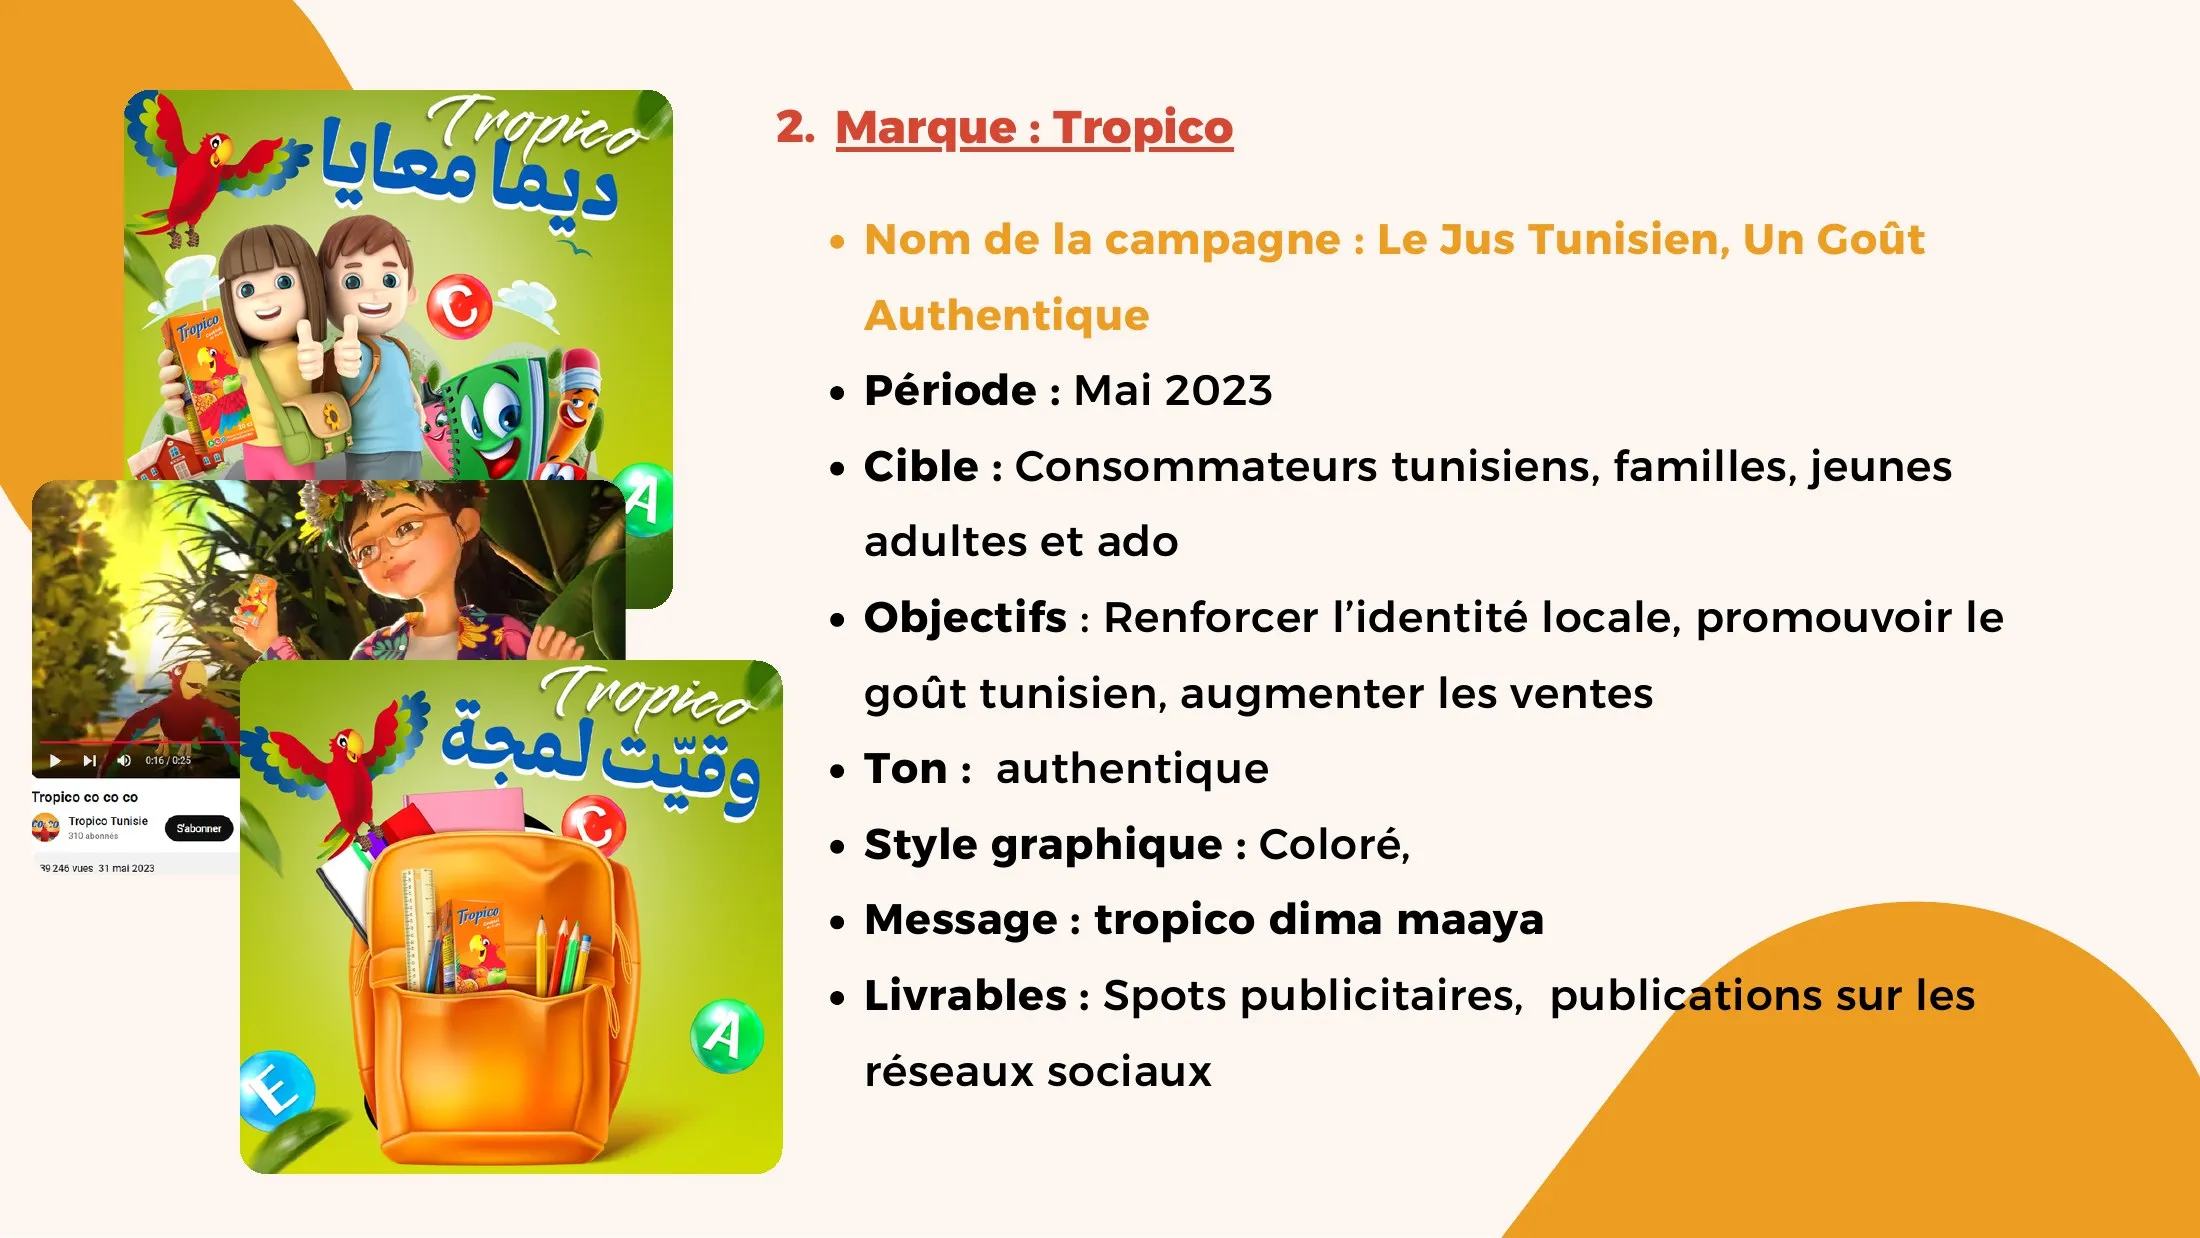 Tropico
ديما معايا
C
Tropico
A
0:16 / 0:25
Tropico co co co
Tropico Tunisie
310 abonnés
S'abonner
39 246 vues 31 mai 2023
Tropico
وقيّت لمجة
C
Tropico
A
E
2. Marque : Tropico
• Nom de la campagne : Le Jus Tunisien, Un Goût
Authentique
• Période : Mai 2023
• Cible : Consommateurs tunisiens, familles, jeunes
adultes et ado
• Objectifs : Renforcer l’identité locale, promouvoir le
goût tunisien, augmenter les ventes
• Ton : authentique
• Style graphique : Coloré,
• Message : tropico dima maaya
• Livrables : Spots publicitaires, publications sur les
réseaux sociaux